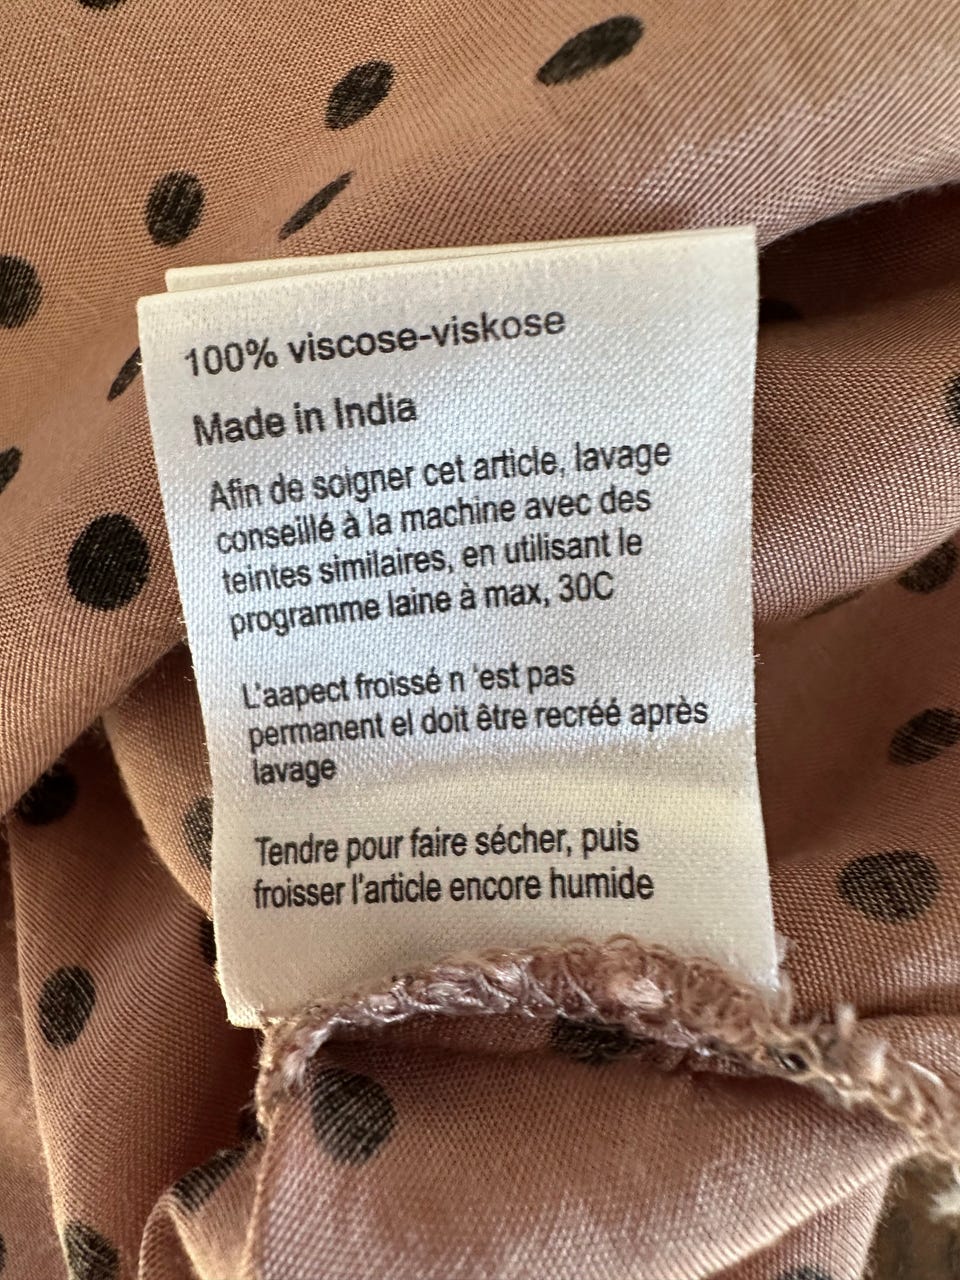 100% viscose-viskose
Made in India
Afin de soigner cet article, lavage
conseillé à la machine avec des
teintes similaires, en utilisant le
programme laine à max, 30C
L'aapect froissé n 'est pas
permanent el doit être recréé après
lavage
Tendre pour faire sécher, puis
froisser l'article encore humide